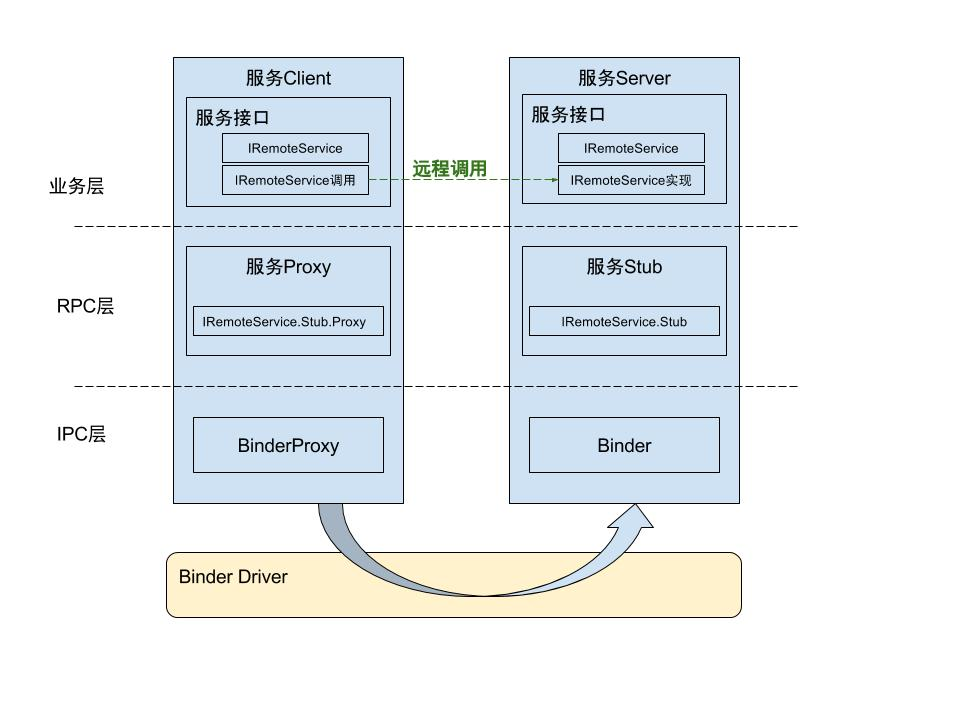 服务Client
服务Server
服务接口
服务接口
IRemoteService
IRemoteService
远程调用
IRemoteService调用
IRemoteService实现
业务层
服务Proxy
服务Stub
RPC层
IRemoteService.Stub.Proxy
IRemoteService.Stub
IPC层
BinderProxy
Binder
Binder Driver